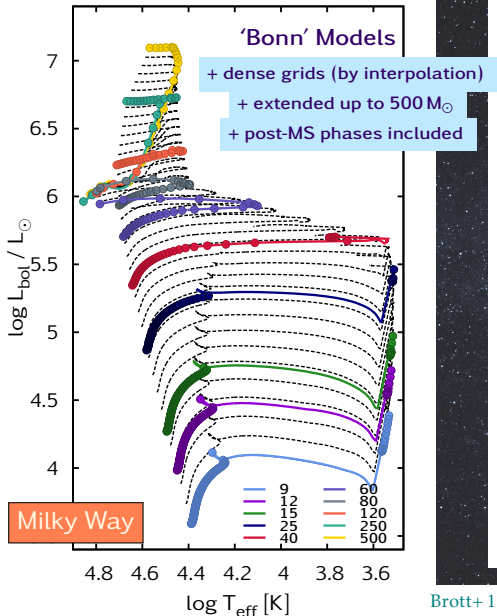 'Bonn' Models
+ dense grids (by interpolation)
+ extended up to 500 M☉
+ post-MS phases included
7
6.5
6
5.5
5
4.5
4
log L_bol / L☉
Milky Way
9
12
15
25
40
60
80
120
250
500
4.8 4.6 4.4 4.2 4 3.8 3.6
log T_eff [K]
Brott+ 1